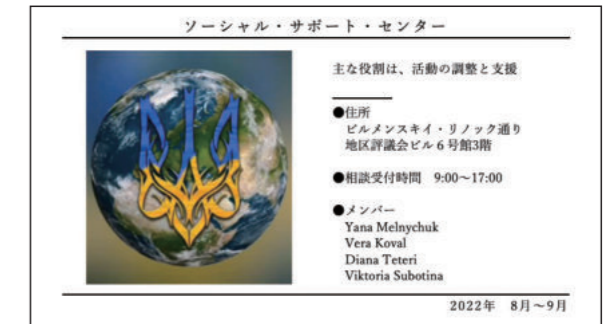 ソーシャル・サポート・センター
主な役割は、活動の調整と支援
●住所
ビルメンスキイ・リノック通り
地区評議会ビル6号館3階
●相談受付時間 9:00～17:00
●メンバー
Yana Melnychuk
Vera Koval
Diana Teteri
Viktoria Subotina
2022年 8月～9月